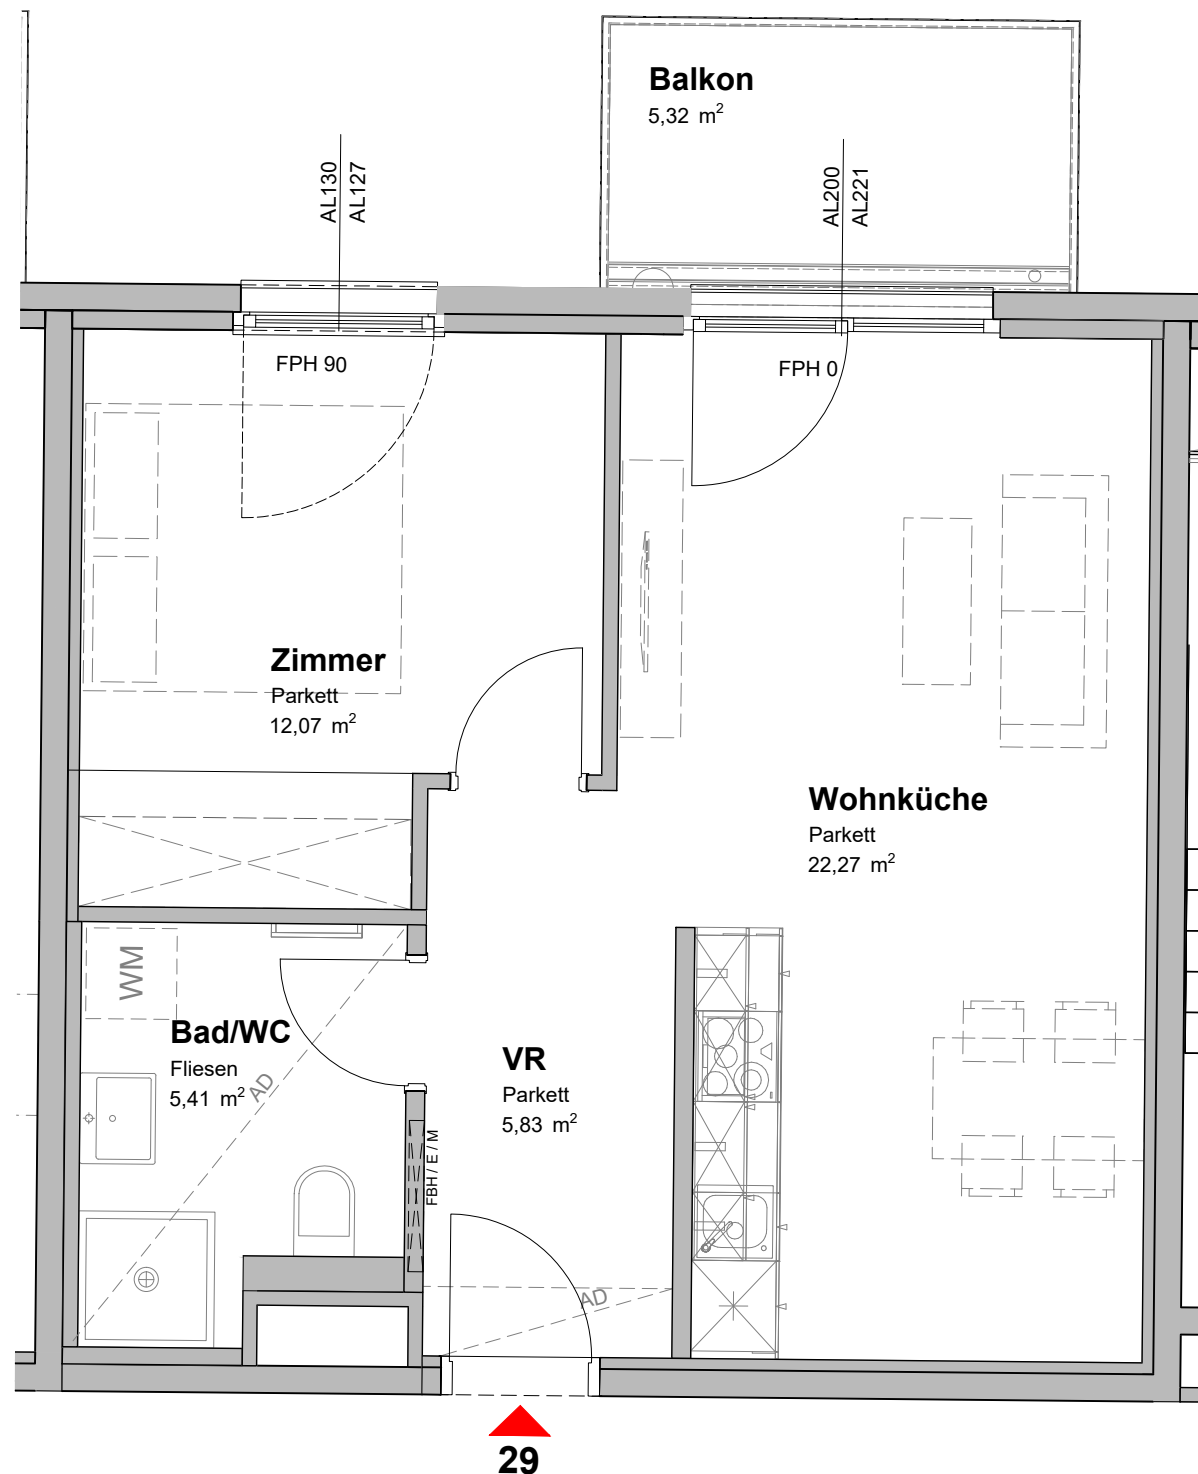 Balkon
5,32 m²
AL130
AL127
AL200
AL221
FPH 90
FPH 0
Zimmer
Parkett
12,07 m²
Wohnküche
Parkett
22,27 m²
WM
Bad/WC
Fliesen
5,41 m²
AD
VR
Parkett
5,83 m²
FBH / E / M
AD
29